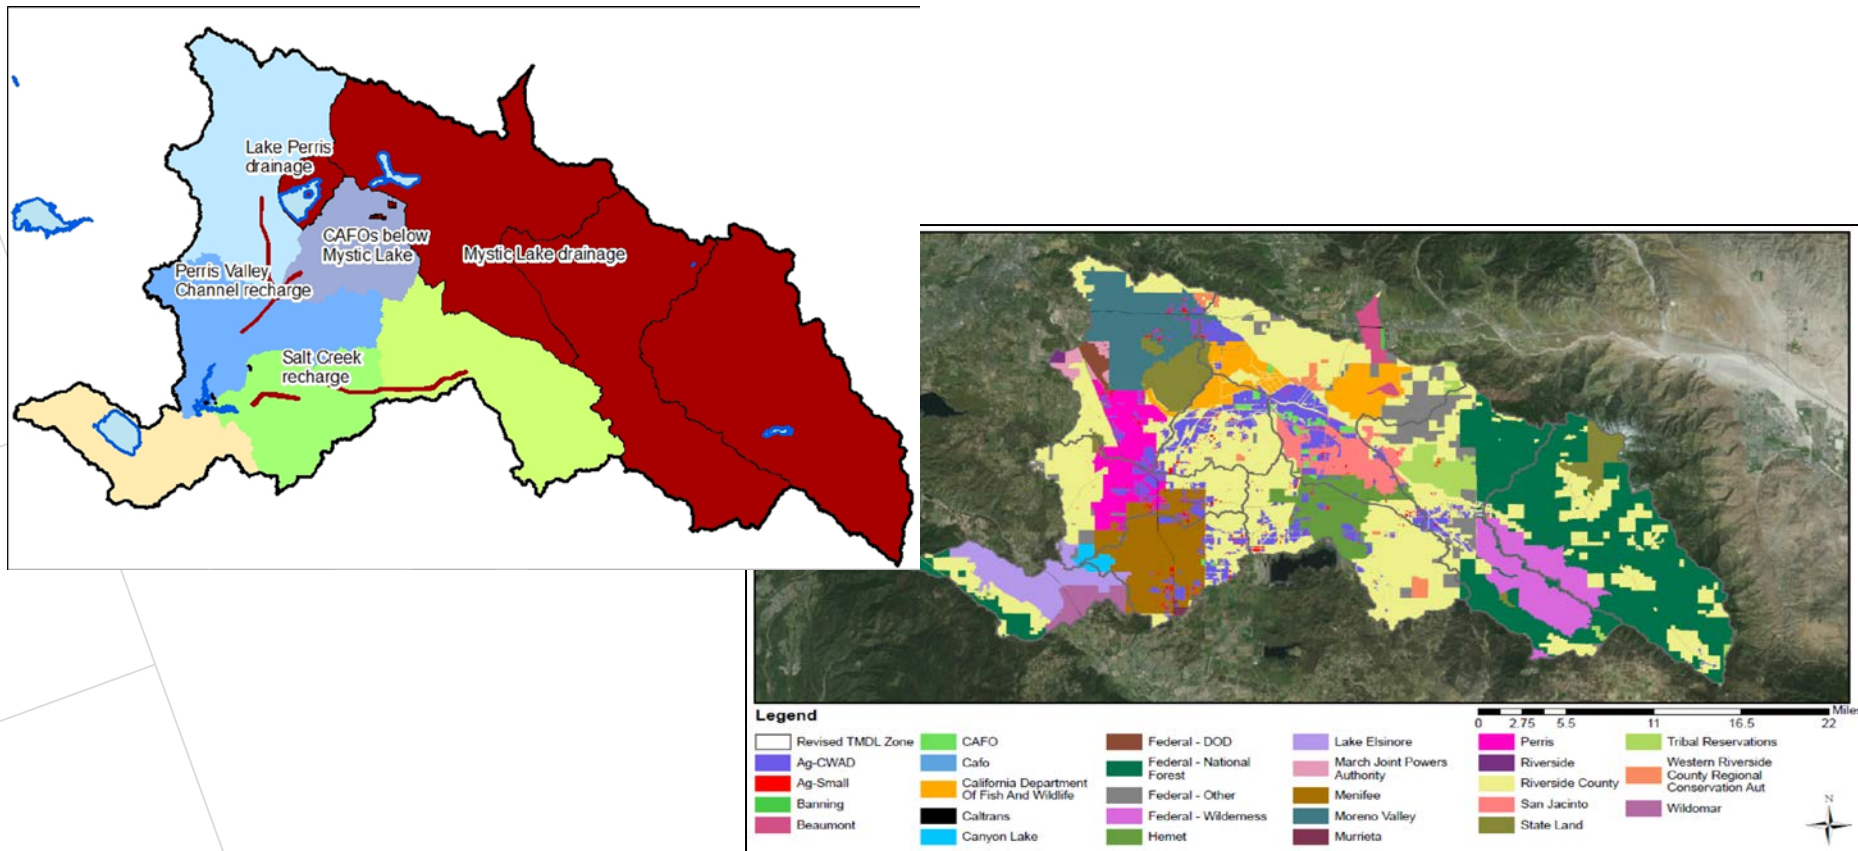 Lake Perris
drainage
CAFOs below
Mystic Lake
Mystic Lake drainage
Perris Valley
Channel recharge
Salt Creek
recharge
Legend
Miles
0 2.75 5.5 11 16.5 22
Revised TMDL Zone
Ag-CWAD
Ag-Small
Banning
Beaumont
CAFO
Cafo
California Department
Of Fish And Wildlife
Caltrans
Canyon Lake
Federal - DOD
Federal - National
Forest
Federal - Other
Federal - Wilderness
Hemet
Lake Elsinore
March Joint Powers
Authority
Menifee
Moreno Valley
Murrieta
Perris
Riverside
Riverside County
San Jacinto
State Land
Tribal Reservations
Western Riverside
County Regional
Conservation Aut
Wildomar
N